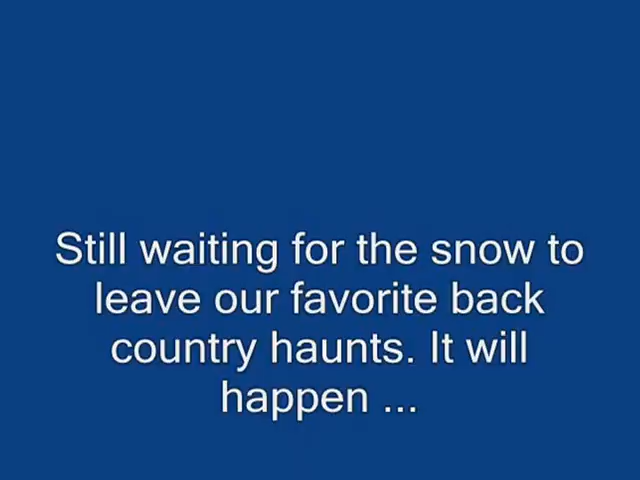 Still waiting for the snow to
leave our favorite back
country haunts. It will
happen ...